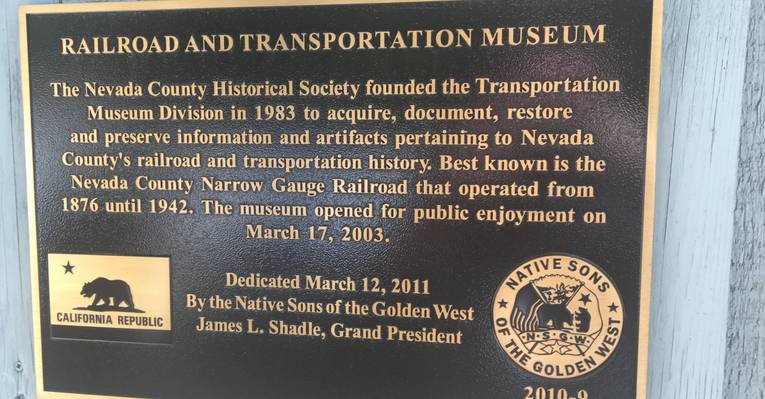 RAILROAD AND TRANSPORTATION MUSEUM
The Nevada County Historical Society founded the Transportation
Museum Division in 1983 to acquire, document, restore
and preserve information and artifacts pertaining to Nevada
County's railroad and transportation history. Best known is the
Nevada County Narrow Gauge Railroad that operated from
1876 until 1942. The museum opened for public enjoyment on
March 17, 2003.
Dedicated March 12, 2011
By the Native Sons of the Golden West
James L. Shadle, Grand President
CALIFORNIA REPUBLIC
NATIVE SONS
OF THE GOLDEN WEST
N·S·G·W
2010-9